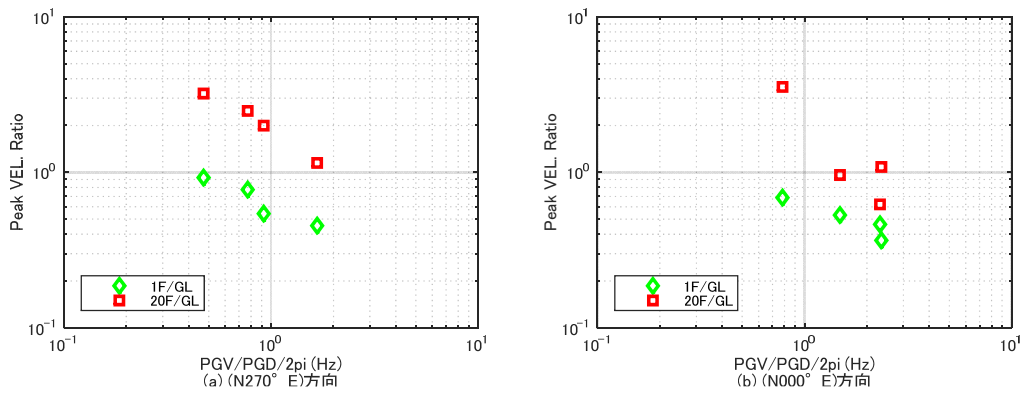 10^1
10^0
10^-1
Peak VEL. Ratio
1F/GL
20F/GL
10^-1
10^0
10^1
PGV/PGD/2pi (Hz)
(a) (N270° E)方向
10^1
10^0
10^-1
Peak VEL. Ratio
1F/GL
20F/GL
10^-1
10^0
10^1
PGV/PGD/2pi (Hz)
(b) (N000° E)方向